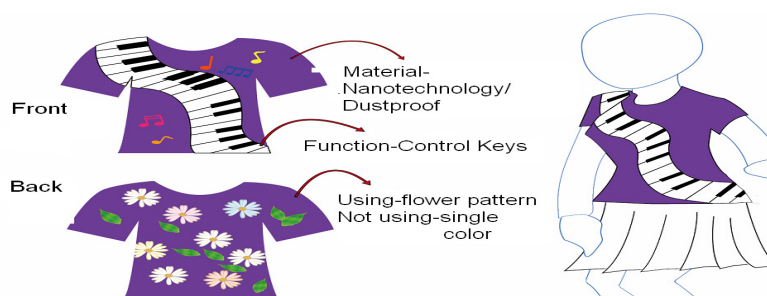 Front
Material-
Nanotechnology/
Dustproof
Function-Control Keys
Back
Using-flower pattern
Not using-single
color